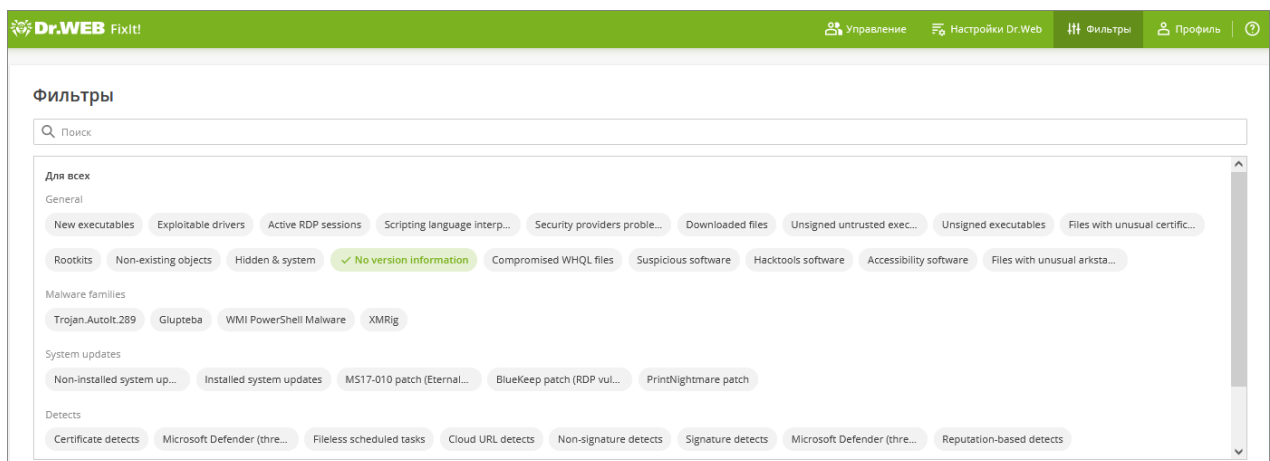 Dr.WEB FixIt! Управление Настройки Dr.Web Фильтры Профиль
Фильтры
Поиск
Для всех
General
New executables Exploitable drivers Active RDP sessions Scripting language interp... Security providers proble... Downloaded files Unsigned untrusted exec... Unsigned executables Files with unusual certific...
Rootkits Non-existing objects Hidden & system No version information Compromised WHQL files Suspicious software Hacktools software Accessibility software Files with unusual arksta...
Malware families
Trojan.AutoIt.289 Glupteba WMI PowerShell Malware XMRig
System updates
Non-installed system up... Installed system updates MS17-010 patch (Eternal... BlueKeep patch (RDP vul... PrintNightmare patch
Detects
Certificate detects Microsoft Defender (thre... Fileless scheduled tasks Cloud URL detects Non-signature detects Signature detects Microsoft Defender (thre... Reputation-based detects